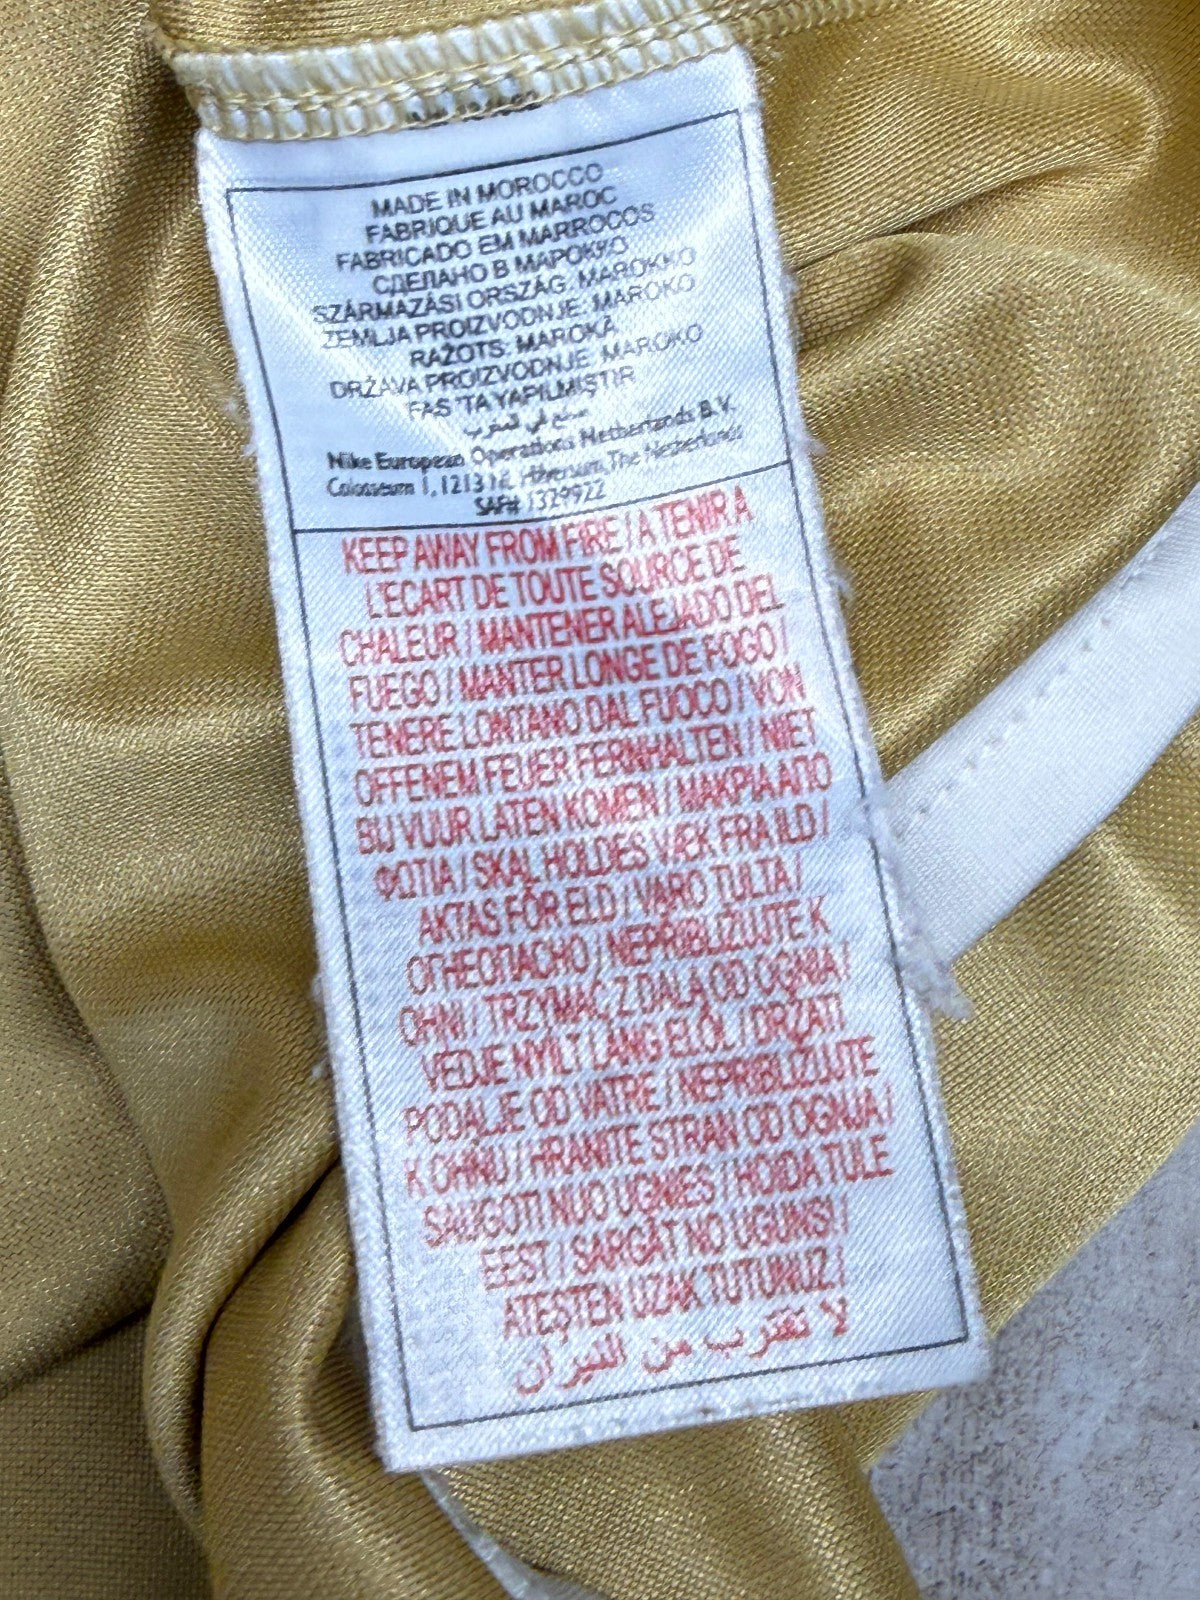 MADE IN MOROCCO
FABRIQUE AU MAROC
FABRICADO EM MARROCOS
СДЕЛАНО В МАРОККО
SZÁRMAZÁSI ORSZÁG: MAROKKO
ZEMLJA PROIZVODNJE: MAROKO
RAŽOTS: MAROKĀ
DRŽAVA PROIZVODNJE: MAROKO
FAS 'TA YAPILMIŞTIR
صنع في المغرب
Nike European Operations Netherlands B.V.
Colosseum 1, 1213 NL Hilversum, The Netherlands
SAF# 1329922
KEEP AWAY FROM FIRE / A TENIR A
L'ECART DE TOUTE SOURCE DE
CHALEUR / MANTENER ALEJADO DEL
FUEGO / MANTER LONGE DE FOGO /
TENERE LONTANO DAL FUOCO / VON
OFFENEM FEUER FERNHALTEN / NIET
BIJ VUUR LATEN KOMEN / ΜΑΚΡΙΑ ΑΠΟ
ΦΩΤΙΑ / SKAL HOLDES VÆK FRA ILD /
AKTAS FÖR ELD / VARO TULTA /
ОГНЕОПАСНО / NEPŘIBLIŽUJTE K
OHNI / TRZYMAĆ Z DALA OD OGNIA /
VEDJE NYÍLT LÁNG ELŐL / DRŽATI
PODALJE OD VATRE / NEPRIBLIŽUJTE
K OHŇU / HRANITE STRAN OD OGNJA /
SAUGOTI NUO UGNIES / HOIDA TULE
EEST / SARGĀT NO UGUNS! /
ATEŞTEN UZAK TUTUNUZ /
لا تقترب من النيران